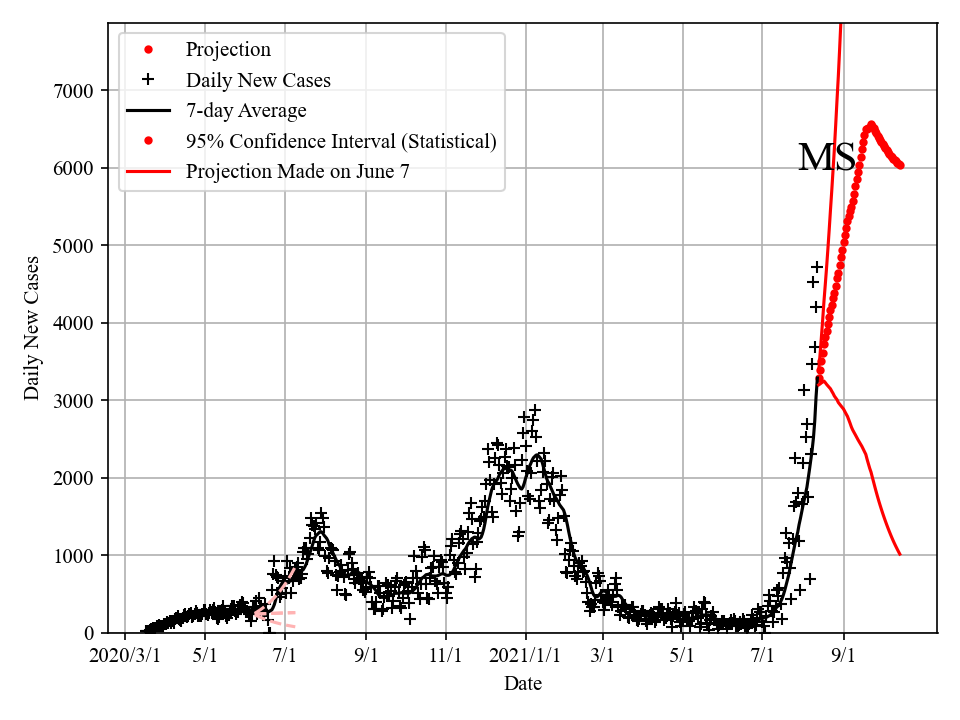 Projection
Daily New Cases
7-day Average
95% Confidence Interval (Statistical)
Projection Made on June 7
MS
7000
6000
5000
4000
3000
2000
1000
0
Daily New Cases
2020/3/1 5/1 7/1 9/1 11/1 2021/1/1 3/1 5/1 7/1 9/1
Date